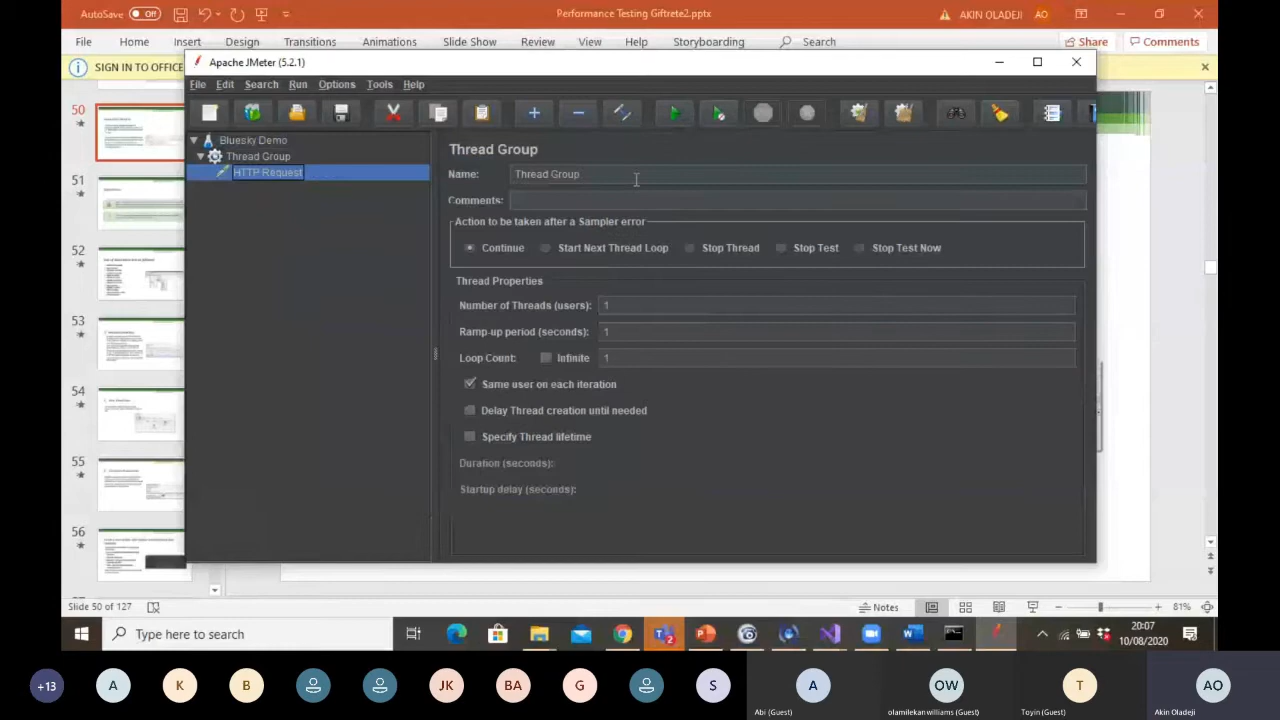 AutoSave Off
Performance Testing Giftrete2.pptx
AKIN OLADEJI AO
File Home Insert Design Transitions Animations Slide Show Review View Help Storyboarding Search Share Comments
SIGN IN TO OFFICE
Apache JMeter (5.2.1)
File Edit Search Run Options Tools Help
50
51
52
53
54
55
56
Bluesky Demo
Thread Group
HTTP Request
Thread Group
Name: Thread Group
Comments:
Action to be taken after a Sampler error
Continue Start Next Thread Loop Stop Thread Stop Test Stop Test Now
Thread Properties
Number of Threads (users): 1
Ramp-up period (seconds): 1
Loop Count: Infinite 1
Same user on each iteration
Delay Thread creation until needed
Specify Thread lifetime
Duration (seconds):
Startup delay (seconds):
Slide 50 of 127
Notes
81%
Type here to search
2
20:07
10/08/2020
+13 A K B JK BA G S A OW T AO
Abi (Guest) olamilekan williams (Guest) Toyin (Guest) Akin Oladeji